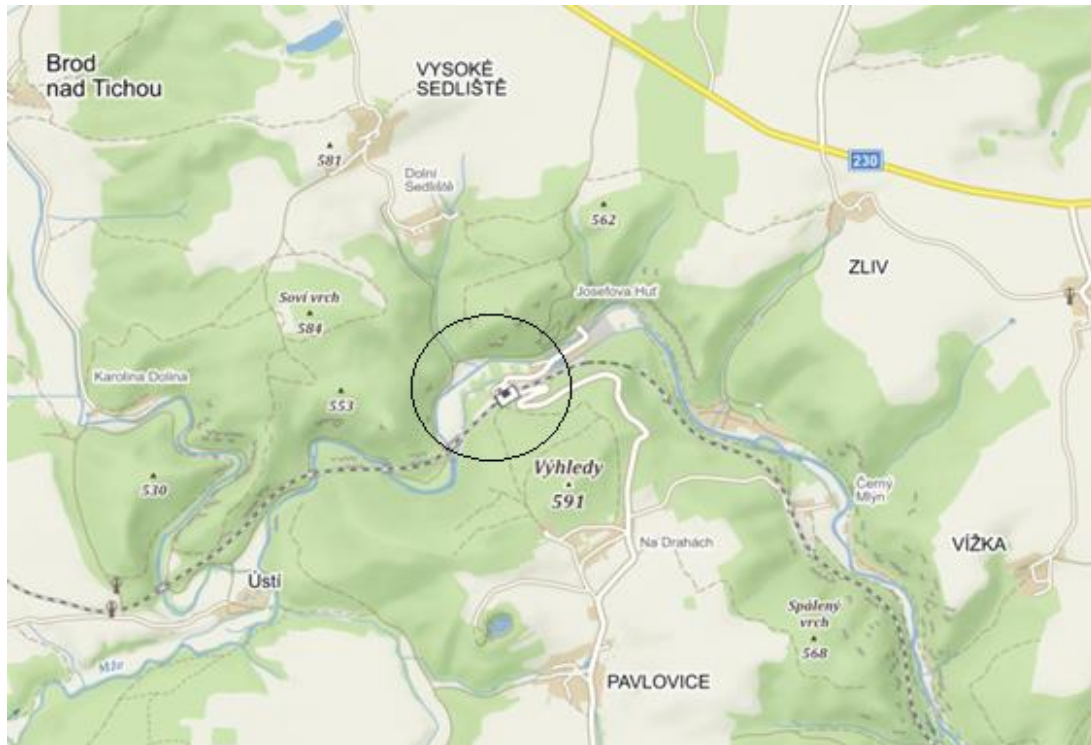 Brod
nad Tichou
VYSOKÉ
SEDLIŠTĚ
581
Dolní
Sedliště
230
562
ZLIV
Soví vrch
584
Josefova Huť
Karolina Dolina
553
530
Výhledy
591
Černý
Mlýn
Na Drahách
VÍŽKA
Ústí
Spálený
vrch
568
Mže
PAVLOVICE